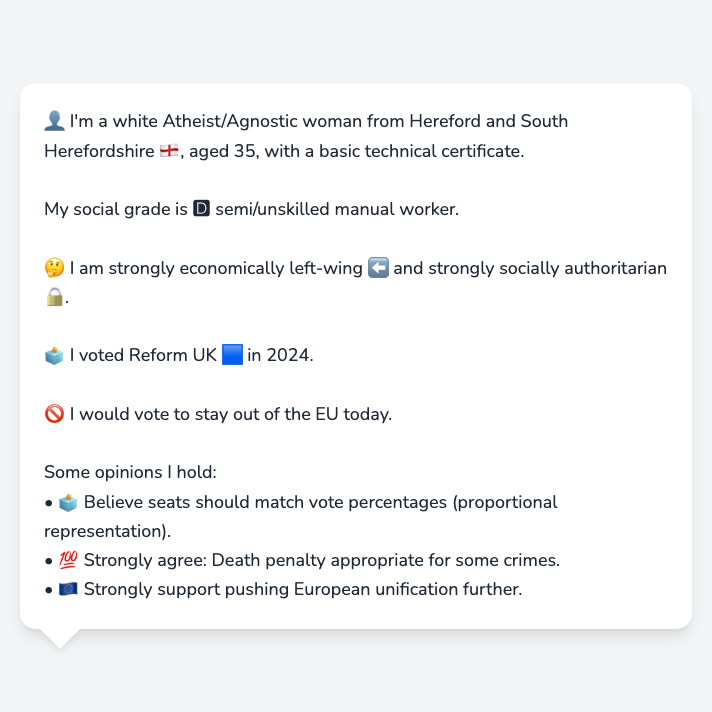 👤 I'm a white Atheist/Agnostic woman from Hereford and South
Herefordshire 🏴󠁧󠁢󠁥󠁮󠁧󠁿, aged 35, with a basic technical certificate.
My social grade is 🅳 semi/unskilled manual worker.
🤔 I am strongly economically left-wing ⬅️ and strongly socially authoritarian
🔒.
🗳️ I voted Reform UK 🟦 in 2024.
🚫 I would vote to stay out of the EU today.
Some opinions I hold:
• 🗳️ Believe seats should match vote percentages (proportional
representation).
• 💯 Strongly agree: Death penalty appropriate for some crimes.
• 🇪🇺 Strongly support pushing European unification further.